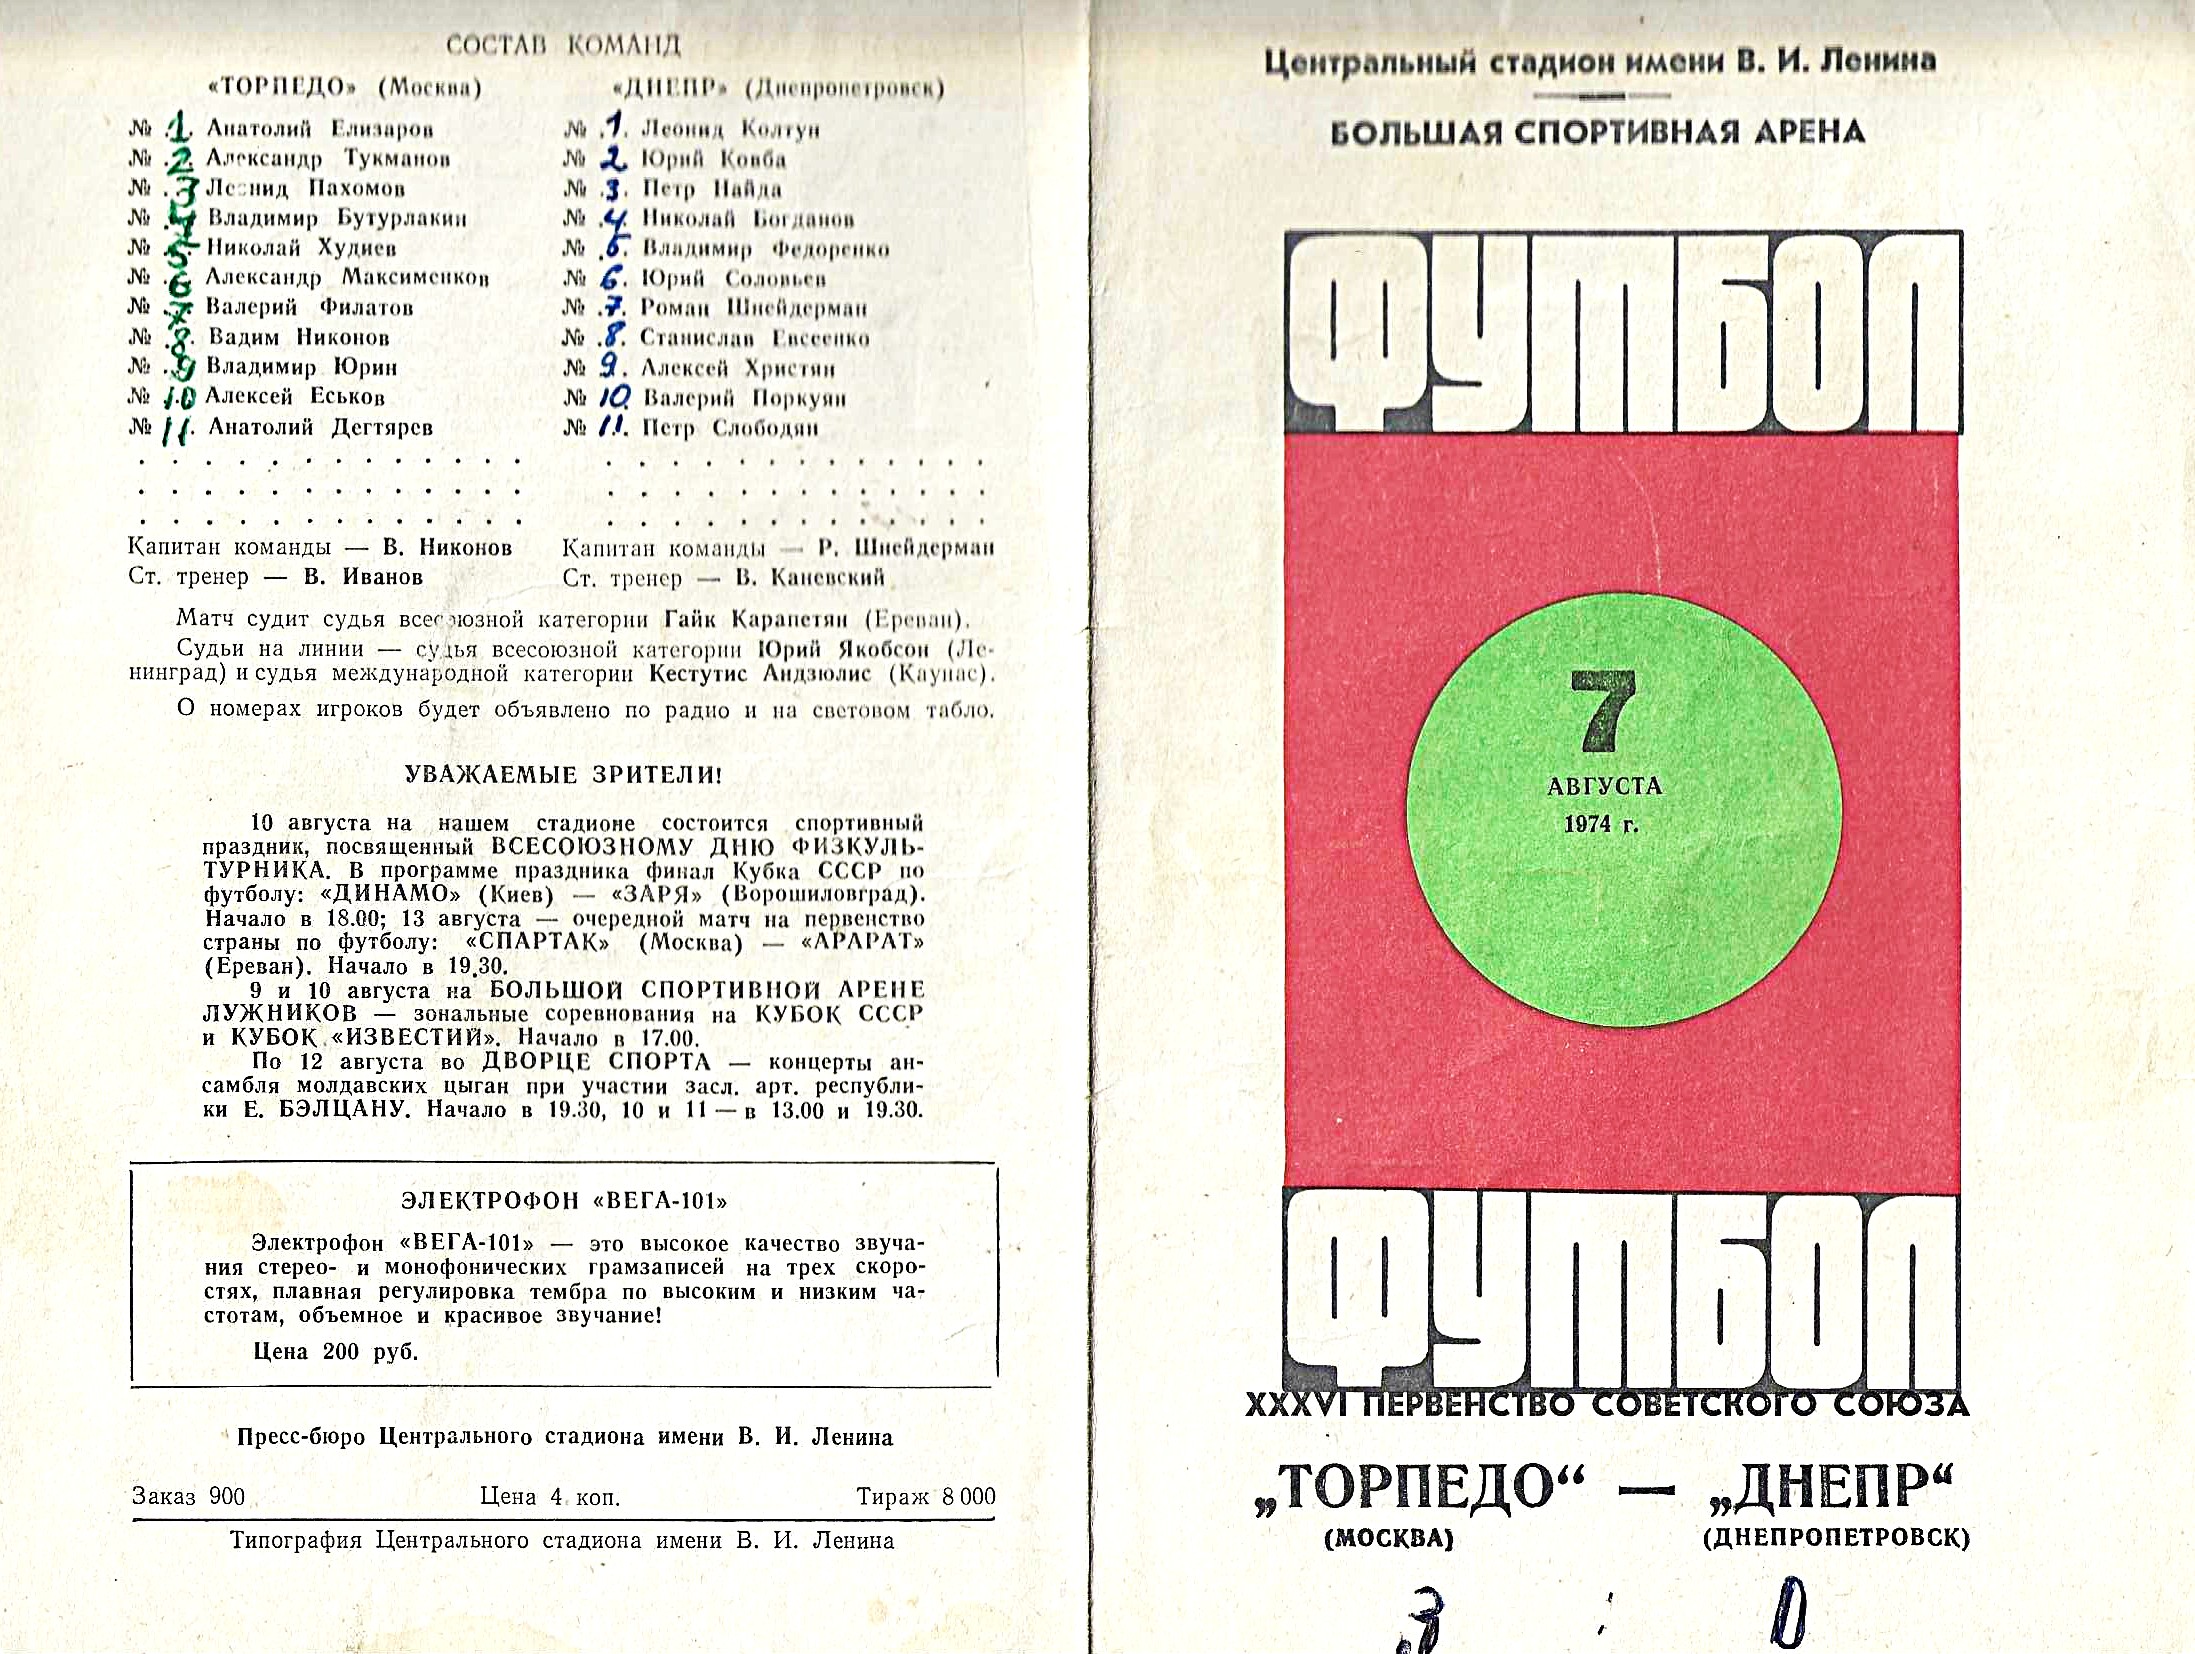 СОСТАВ КОМАНД
«ТОРПЕДО» (Москва)
№ 1. Анатолий Елизаров
№ 2. Александр Тукманов
№ 3 Леонид Пахомов
№ 4 Владимир Бутурлакин
№ 5 Николай Худиев
№ 6 Александр Максименков
№ 7 Валерий Филатов
№ 8. Вадим Никонов
№ 9 Владимир Юрин
№ 10 Алексей Еськов
№ 11. Анатолий Дегтярев
Капитан команды — В. Никонов
Ст. тренер — В. Иванов
«ДНЕПР» (Днепропетровск)
№ 1. Леонид Колтун
№ 2 Юрий Ковба
№ 3. Петр Найда
№ 4. Николай Богданов
№ 5. Владимир Федоренко
№ 6. Юрий Соловьев
№ 7. Роман Шнейдерман
№ 8. Станислав Евсеенко
№ 9. Алексей Христян
№ 10. Валерий Поркуян
№ 11. Петр Слободян
Капитан команды — Р. Шнейдерман
Ст. тренер — В. Каневский
Матч судит судья всесоюзной категории Гайк Карапетян (Ереван).
Судьи на линии — судья всесоюзной категории Юрий Якобсон (Ле-
нинград) и судья международной категории Кестутис Андзюлис (Каунас).
О номерах игроков будет объявлено по радио и на световом табло.
УВАЖАЕМЫЕ ЗРИТЕЛИ!
10 августа на нашем стадионе состоится спортивный
праздник, посвященный ВСЕСОЮЗНОМУ ДНЮ ФИЗКУЛЬ-
ТУРНИКА. В программе праздника финал Кубка СССР по
футболу: «ДИНАМО» (Киев) — «ЗАРЯ» (Ворошиловград).
Начало в 18.00; 13 августа — очередной матч на первенство
страны по футболу: «СПАРТАК» (Москва) — «АРАРАТ»
(Ереван). Начало в 19.30.
9 и 10 августа на БОЛЬШОЙ СПОРТИВНОЙ АРЕНЕ
ЛУЖНИКОВ — зональные соревнования на КУБОК СССР
и КУБОК «ИЗВЕСТИЙ». Начало в 17.00.
По 12 августа во ДВОРЦЕ СПОРТА — концерты ан-
самбля молдавских цыган при участии засл. арт. республи-
ки Е. БЭЛЦАНУ. Начало в 19.30, 10 и 11 — в 13.00 и 19.30.
ЭЛЕКТРОФОН «ВЕГА-101»
Электрофон «ВЕГА-101» — это высокое качество звуча-
ния стерео- и монофонических грамзаписей на трех скоро-
стях, плавная регулировка тембра по высоким и низким ча-
стотам, объемное и красивое звучание!
Цена 200 руб.
Пресс-бюро Центрального стадиона имени В. И. Ленина
Заказ 900 Цена 4 коп. Тираж 8 000
Типография Центрального стадиона имени В. И. Ленина
Центральный стадион имени В. И. Ленина
БОЛЬШАЯ СПОРТИВНАЯ АРЕНА
ФУТБОЛ
7
АВГУСТА
1974 г.
ФУТБОЛ
XXXVI ПЕРВЕНСТВО СОВЕТСКОГО СОЮЗА
„ТОРПЕДО“ — „ДНЕПР“
(МОСКВА) (ДНЕПРОПЕТРОВСК)
3 : 0